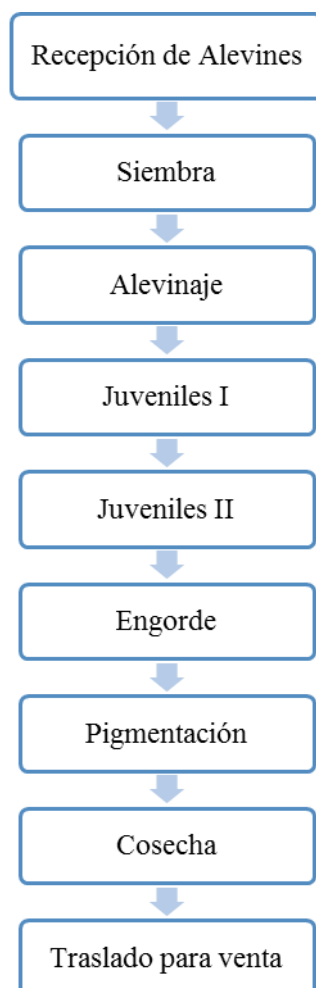 Recepción de Alevines
Siembra
Alevinaje
Juveniles I
Juveniles II
Engorde
Pigmentación
Cosecha
Traslado para venta